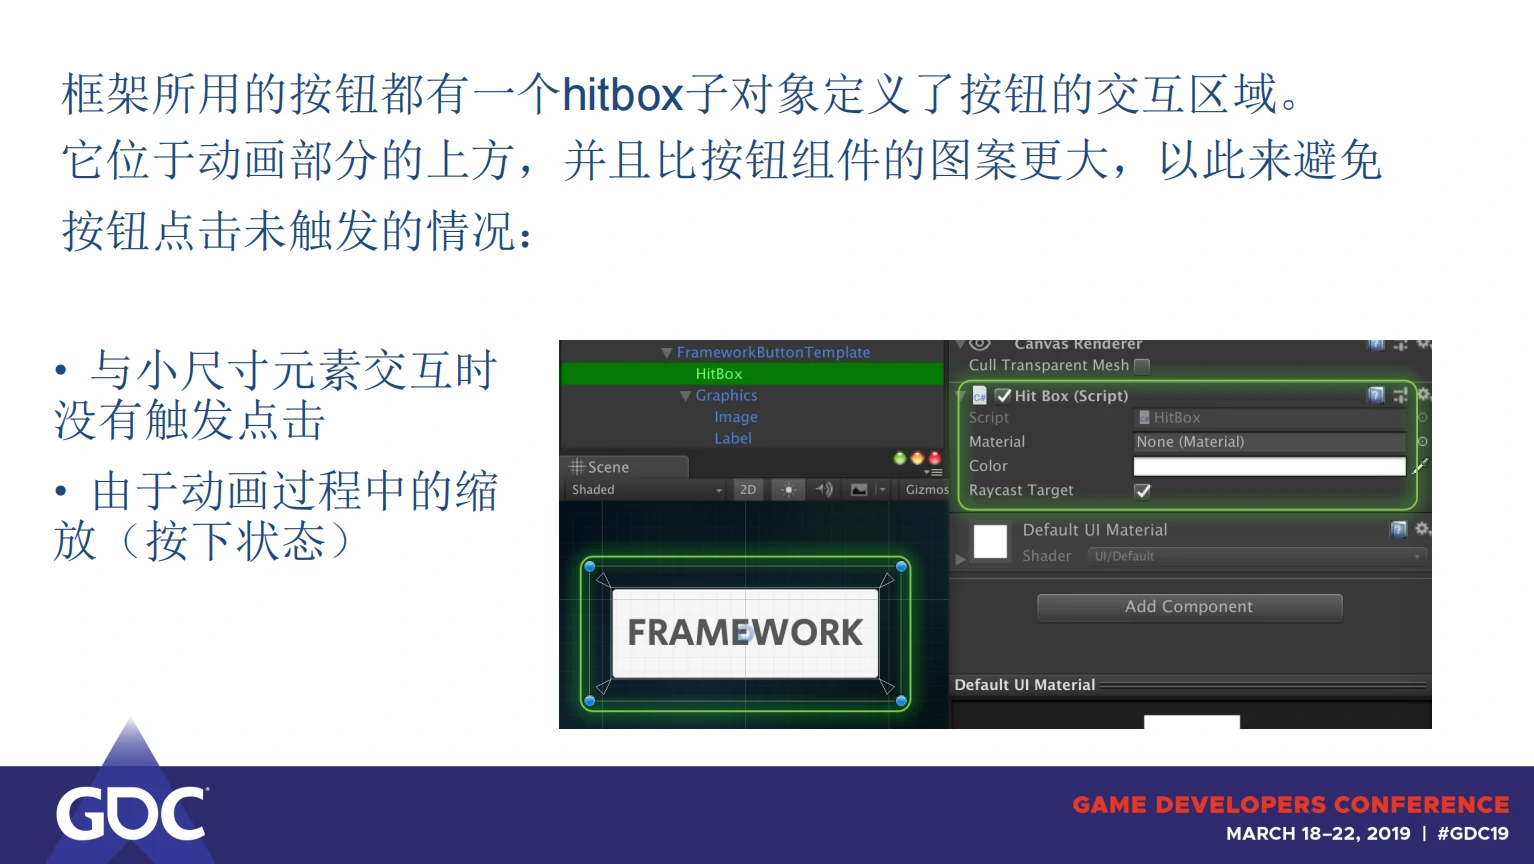 框架所用的按钮都有一个hitbox子对象定义了按钮的交互区域。
它位于动画部分的上方，并且比按钮组件的图案更大，以此来避免
按钮点击未触发的情况：
• 与小尺寸元素交互时
没有触发点击
• 由于动画过程中的缩
放（按下状态）
FrameworkButtonTemplate
HitBox
Graphics
Image
Label
Scene
Shaded
2D
Gizmos
FRAMEWORK
Canvas Renderer
Cull Transparent Mesh
Hit Box (Script)
Script HitBox
Material None (Material)
Color
Raycast Target
Default UI Material
Shader UI/Default
Add Component
Default UI Material
GDC
GAME DEVELOPERS CONFERENCE
MARCH 18–22, 2019 | #GDC19